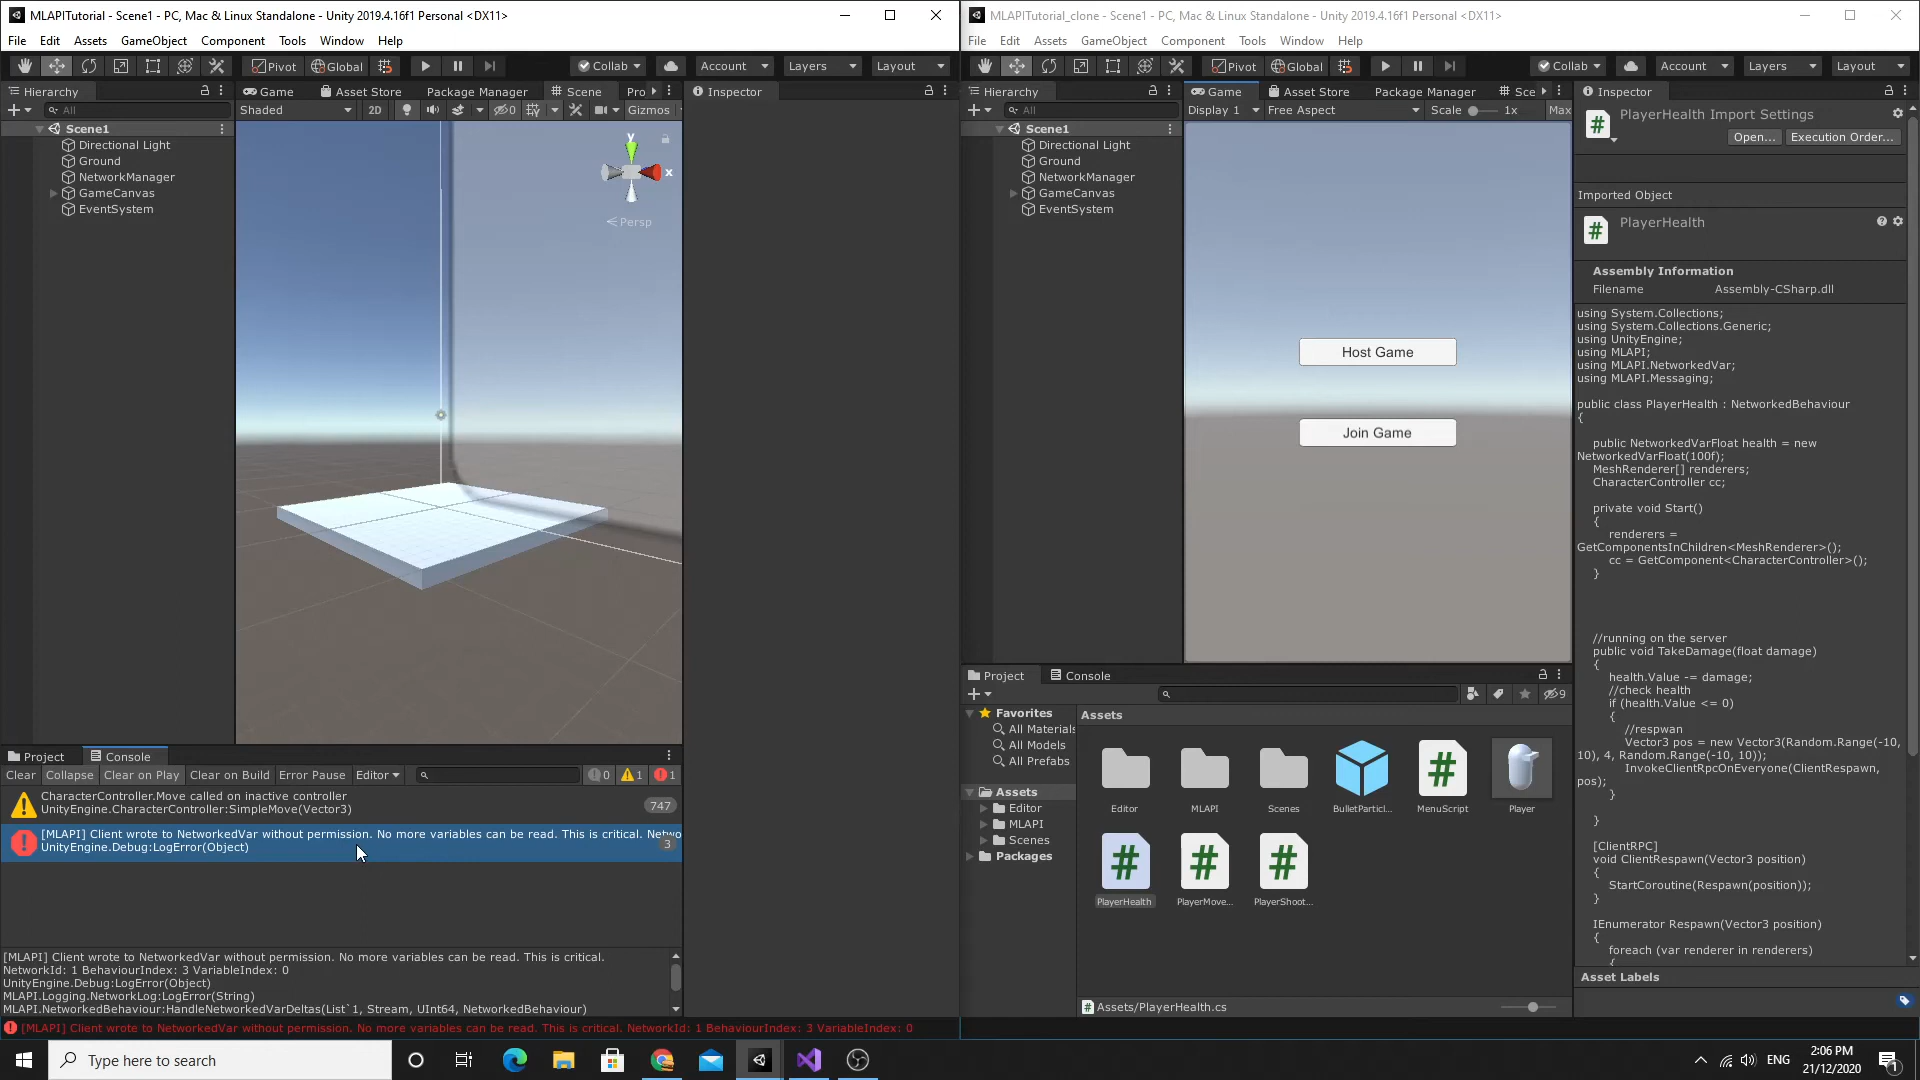 MLAPITutorial - Scene1 - PC, Mac & Linux Standalone - Unity 2019.4.16f1 Personal <DX11>
File Edit Assets GameObject Component Tools Window Help
Pivot Global Collab Account Layers Layout
Hierarchy
All
Scene1
Directional Light
Ground
NetworkManager
GameCanvas
EventSystem
Game Asset Store Package Manager Scene Pro
Shaded 2D 0 Gizmos
y
x
Persp
Inspector
Project Console
Clear Collapse Clear on Play Clear on Build Error Pause Editor 0 1 1
CharacterController.Move called on inactive controller
UnityEngine.CharacterController:SimpleMove(Vector3)
747
[MLAPI] Client wrote to NetworkedVar without permission. No more variables can be read. This is critical. Netwo
UnityEngine.Debug:LogError(Object)
3
[MLAPI] Client wrote to NetworkedVar without permission. No more variables can be read. This is critical.
NetworkId: 1 BehaviourIndex: 3 VariableIndex: 0
UnityEngine.Debug:LogError(Object)
MLAPI.Logging.NetworkLog:LogError(String)
MLAPI.NetworkedBehaviour:HandleNetworkedVarDeltas(List`1, Stream, UInt64, NetworkedBehaviour)
[MLAPI] Client wrote to NetworkedVar without permission. No more variables can be read. This is critical. NetworkId: 1 BehaviourIndex: 3 VariableIndex: 0
MLAPITutorial_clone - Scene1 - PC, Mac & Linux Standalone - Unity 2019.4.16f1 Personal <DX11>
File Edit Assets GameObject Component Tools Window Help
Pivot Global Collab Account Layers Layout
Hierarchy
All
Scene1
Directional Light
Ground
NetworkManager
GameCanvas
EventSystem
Game Asset Store Package Manager Sce
Display 1 Free Aspect Scale 1x Max
Host Game
Join Game
Project Console
9
Favorites
All Materials
All Models
All Prefabs
Assets
Editor
MLAPI
Scenes
Packages
Assets
Editor MLAPI Scenes BulletParticl... MenuScript Player
PlayerHealth PlayerMove... PlayerShoot...
Assets/PlayerHealth.cs
Inspector
PlayerHealth Import Settings
Open... Execution Order...
Imported Object
PlayerHealth
Assembly Information
Filename Assembly-CSharp.dll
using System.Collections;
using System.Collections.Generic;
using UnityEngine;
using MLAPI;
using MLAPI.NetworkedVar;
using MLAPI.Messaging;
public class PlayerHealth : NetworkedBehaviour
{
public NetworkedVarFloat health = new
NetworkedVarFloat(100f);
MeshRenderer[] renderers;
CharacterController cc;
private void Start()
{
renderers =
GetComponentsInChildren<MeshRenderer>();
cc = GetComponent<CharacterController>();
}
//running on the server
public void TakeDamage(float damage)
{
health.Value -= damage;
//check health
if (health.Value <= 0)
{
//respwan
Vector3 pos = new Vector3(Random.Range(-10,
10), 4, Random.Range(-10, 10));
InvokeClientRpcOnEveryone(ClientRespawn,
pos);
}
}
[ClientRPC]
void ClientRespawn(Vector3 position)
{
StartCoroutine(Respawn(position));
}
IEnumerator Respawn(Vector3 position)
{
foreach (var renderer in renderers)
{
Asset Labels
Type here to search
ENG
2:06 PM
21/12/2020
1